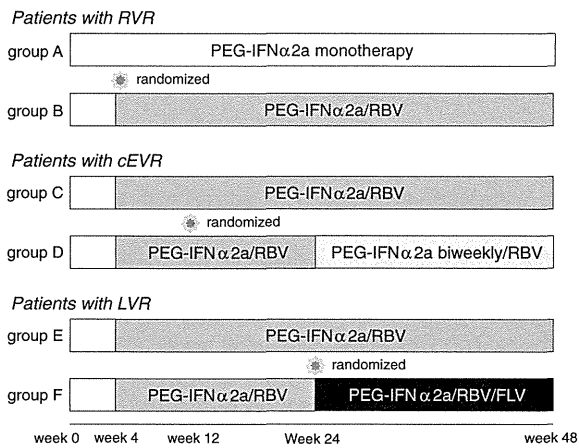 Patients with RVR
group A PEG-IFNα2a monotherapy
randomized
group B PEG-IFNα2a/RBV
Patients with cEVR
group C PEG-IFNα2a/RBV
randomized
group D PEG-IFNα2a/RBV PEG-IFNα2a biweekly/RBV
Patients with LVR
group E PEG-IFNα2a/RBV
randomized
group F PEG-IFNα2a/RBV PEG-IFN α2a/RBV/FLV
week 0 week 4 week 12 Week 24 week 48